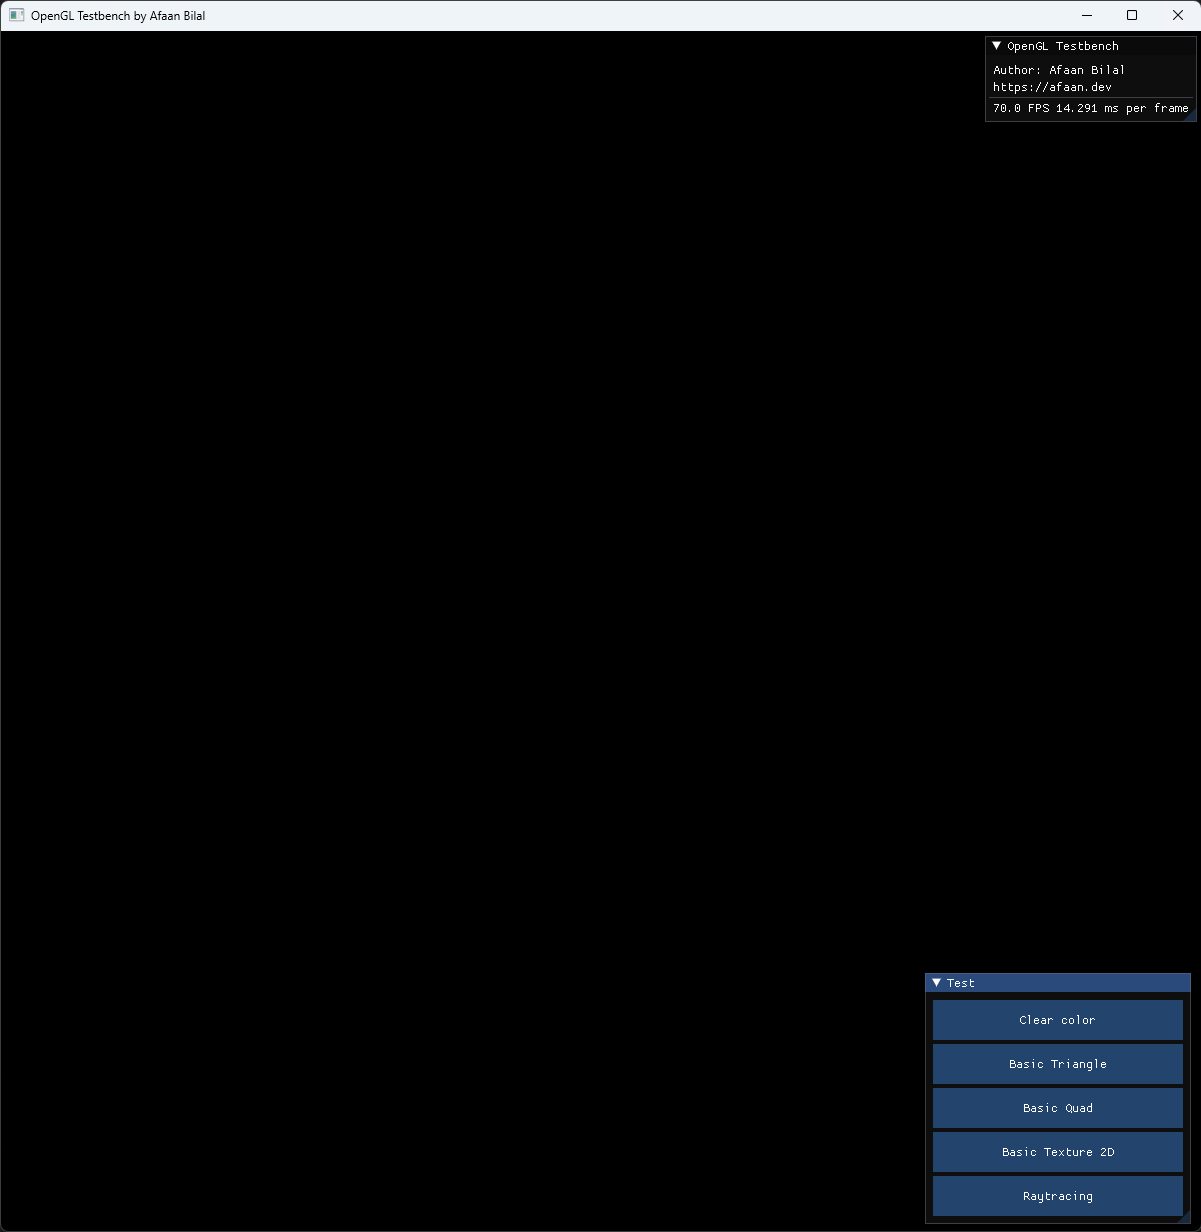 OpenGL Testbench by Afaan Bilal
OpenGL Testbench
Author: Afaan Bilal
https://afaan.dev
70.0 FPS 14.291 ms per frame
Test
Clear color
Basic Triangle
Basic Quad
Basic Texture 2D
Raytracing